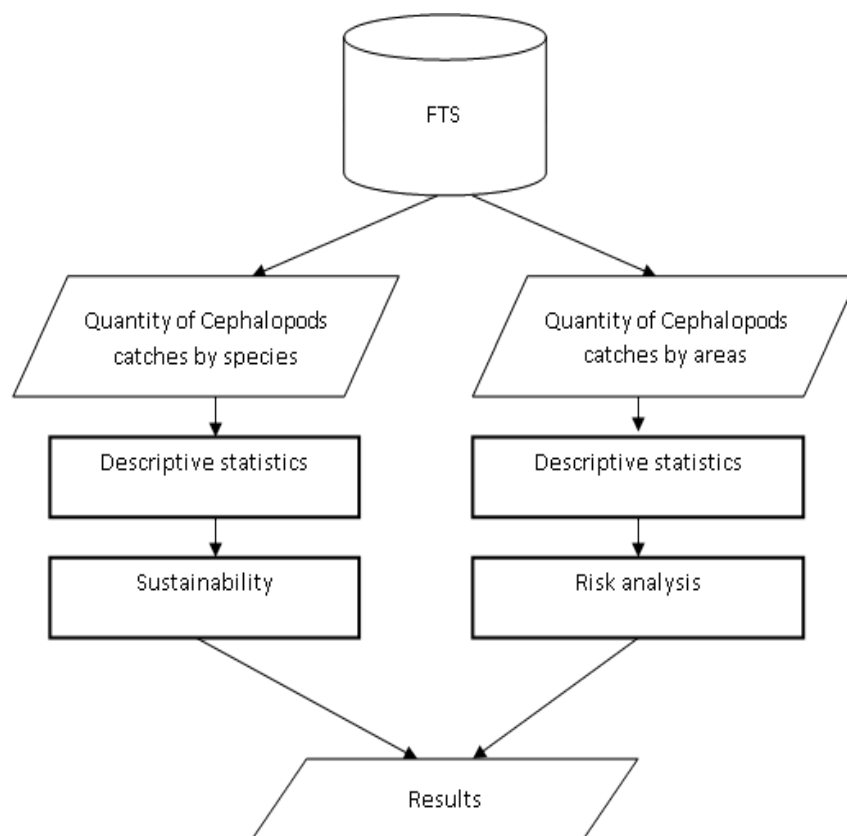 FTS
Quantity of Cephalopods
catches by species
Quantity of Cephalopods
catches by areas
Descriptive statistics
Descriptive statistics
Sustainability
Risk analysis
Results